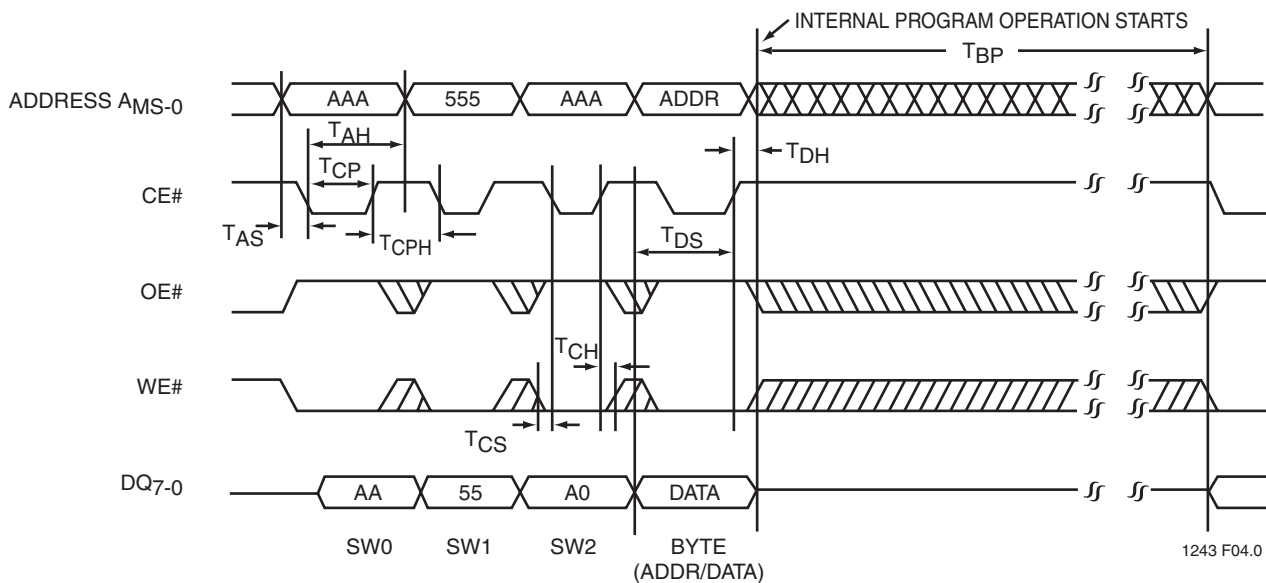 INTERNAL PROGRAM OPERATION STARTS
TBP
ADDRESS AMS-0
AAA
555
AAA
ADDR
TAH
TDH
TCP
CE#
TAS
TCPH
TDS
OE#
TCH
WE#
TCS
DQ7-0
AA
55
A0
DATA
SW0
SW1
SW2
BYTE
(ADDR/DATA)
1243 F04.0